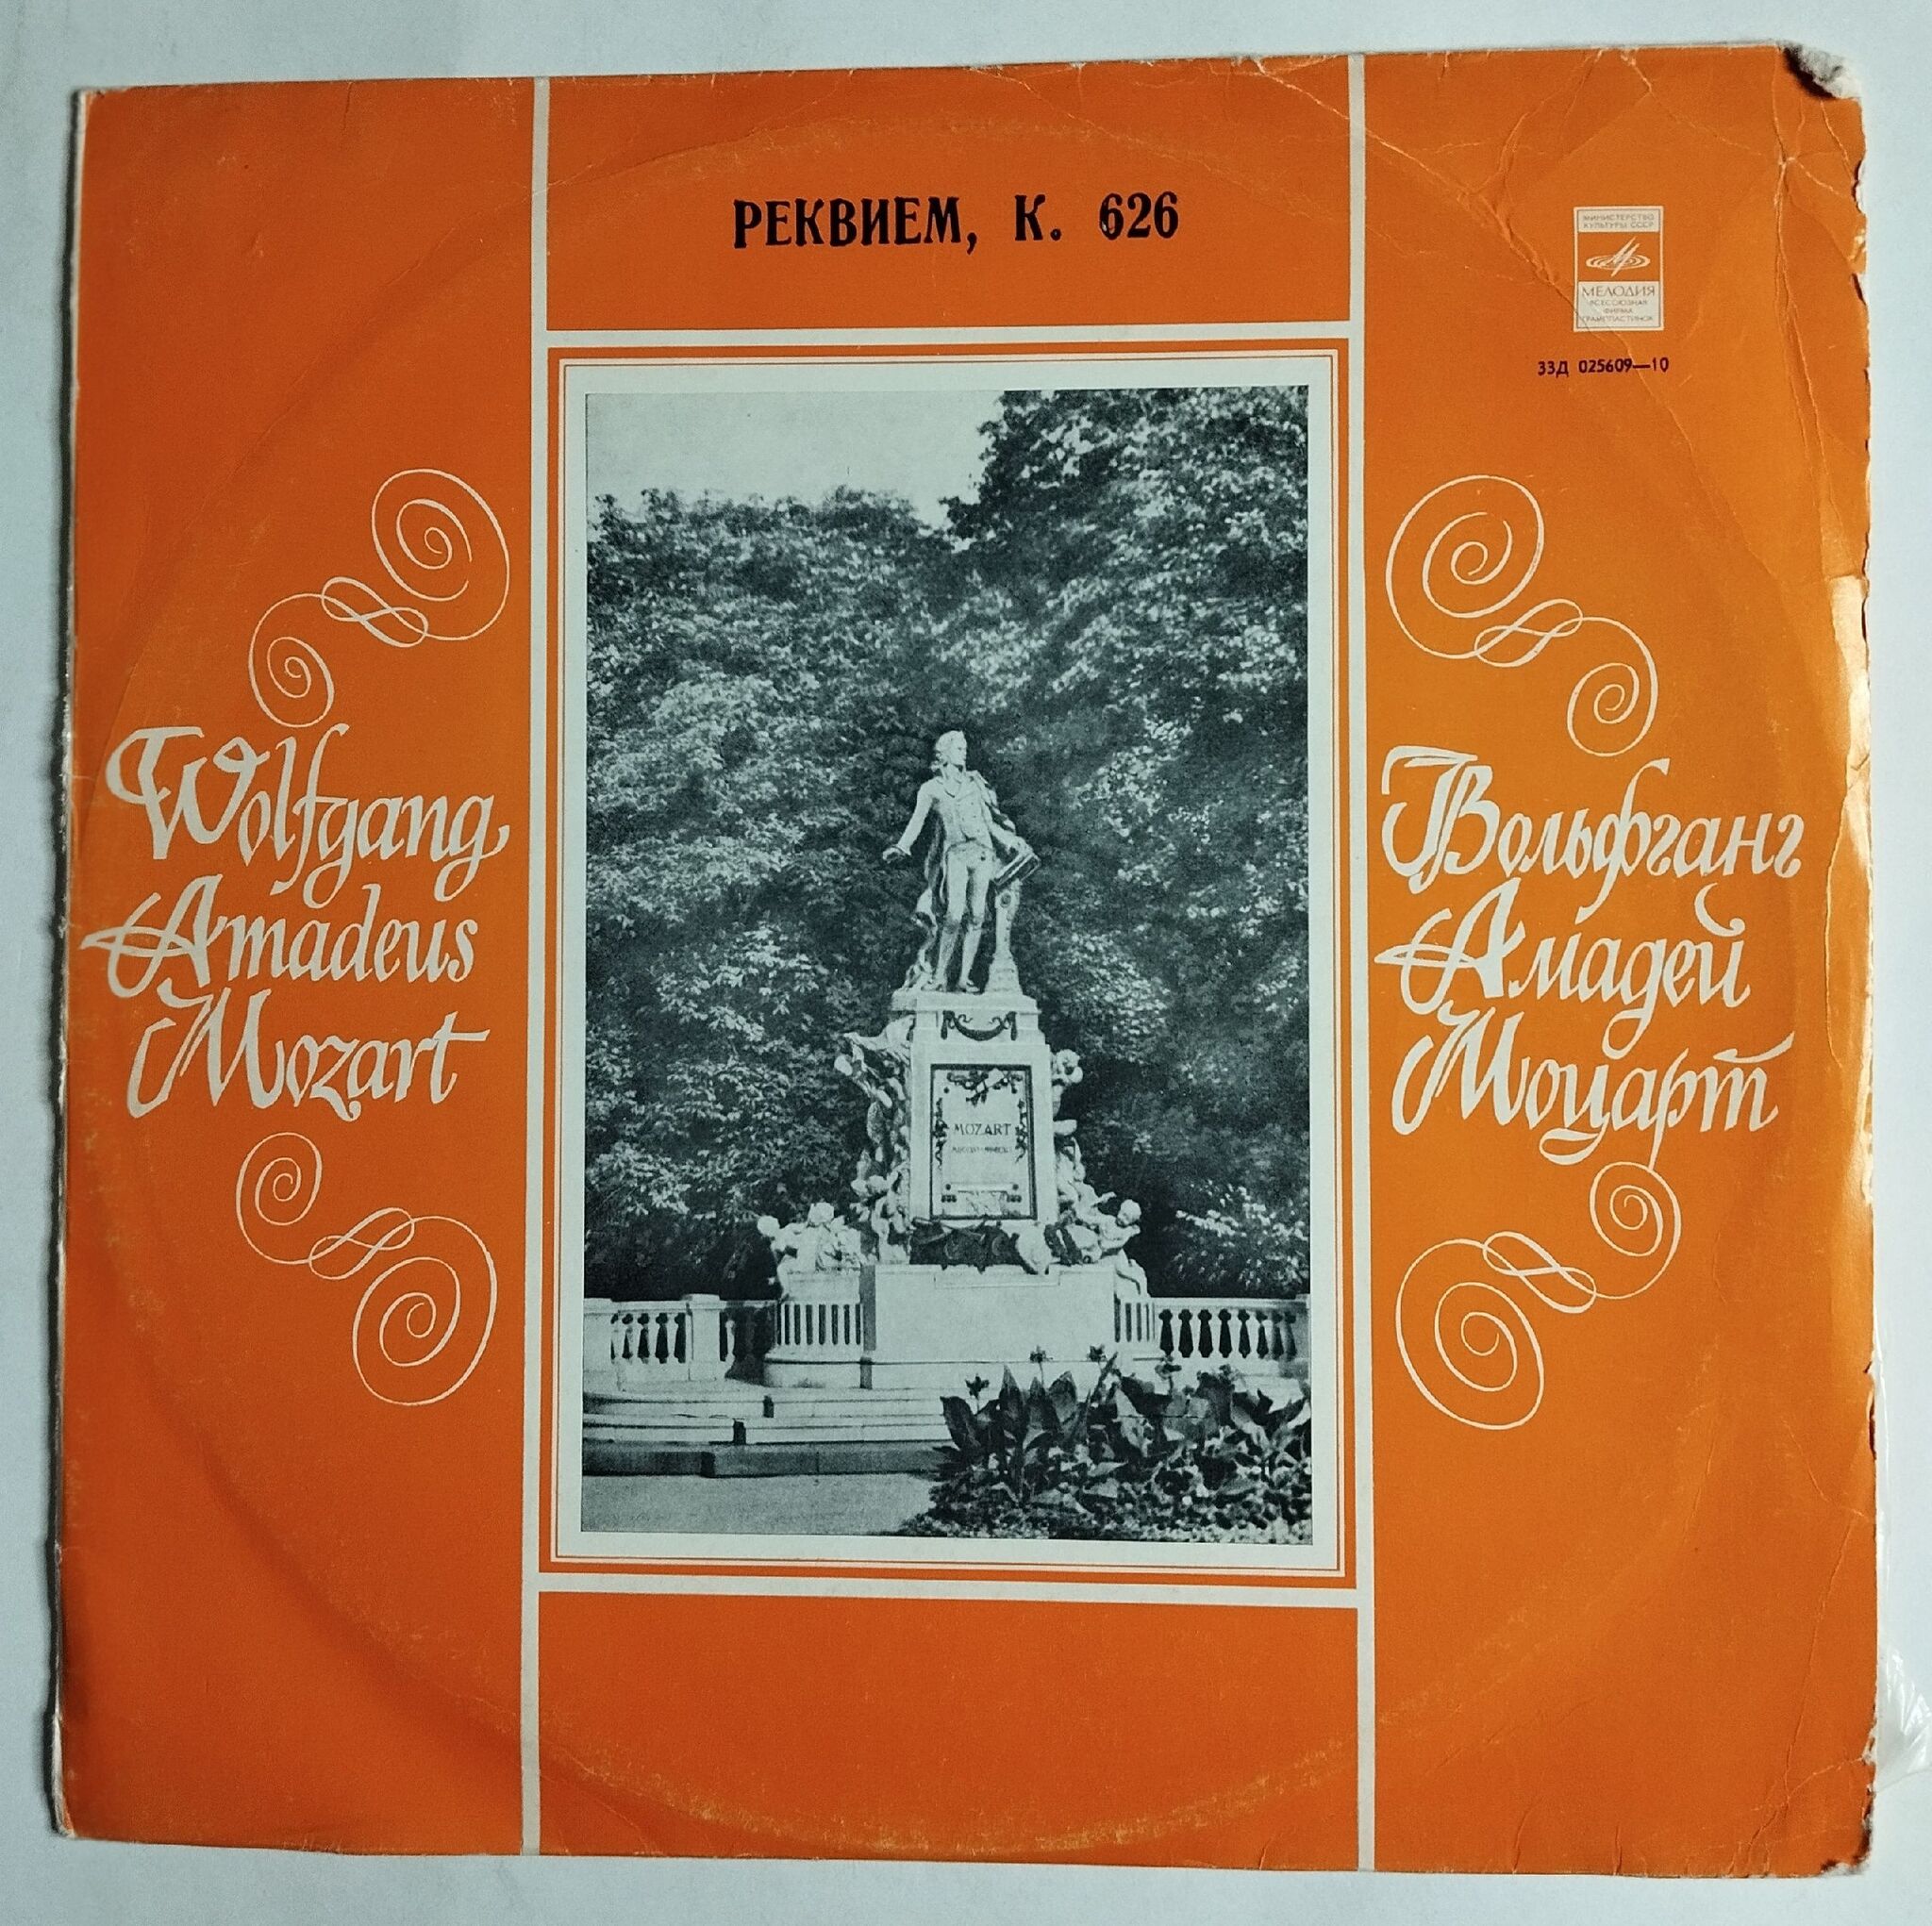 РЕКВИЕМ, К. 626
МИНИСТЕРСТВО
КУЛЬТУРЫ СССР
МЕЛОДИЯ
ВСЕСОЮЗНАЯ
ФИРМА
ГРАМПЛАСТИНОК
33Д 025609—10
Wolfgang
Amadeus
Mozart
MOZART
Вольфганг
Амадей
Моцарт